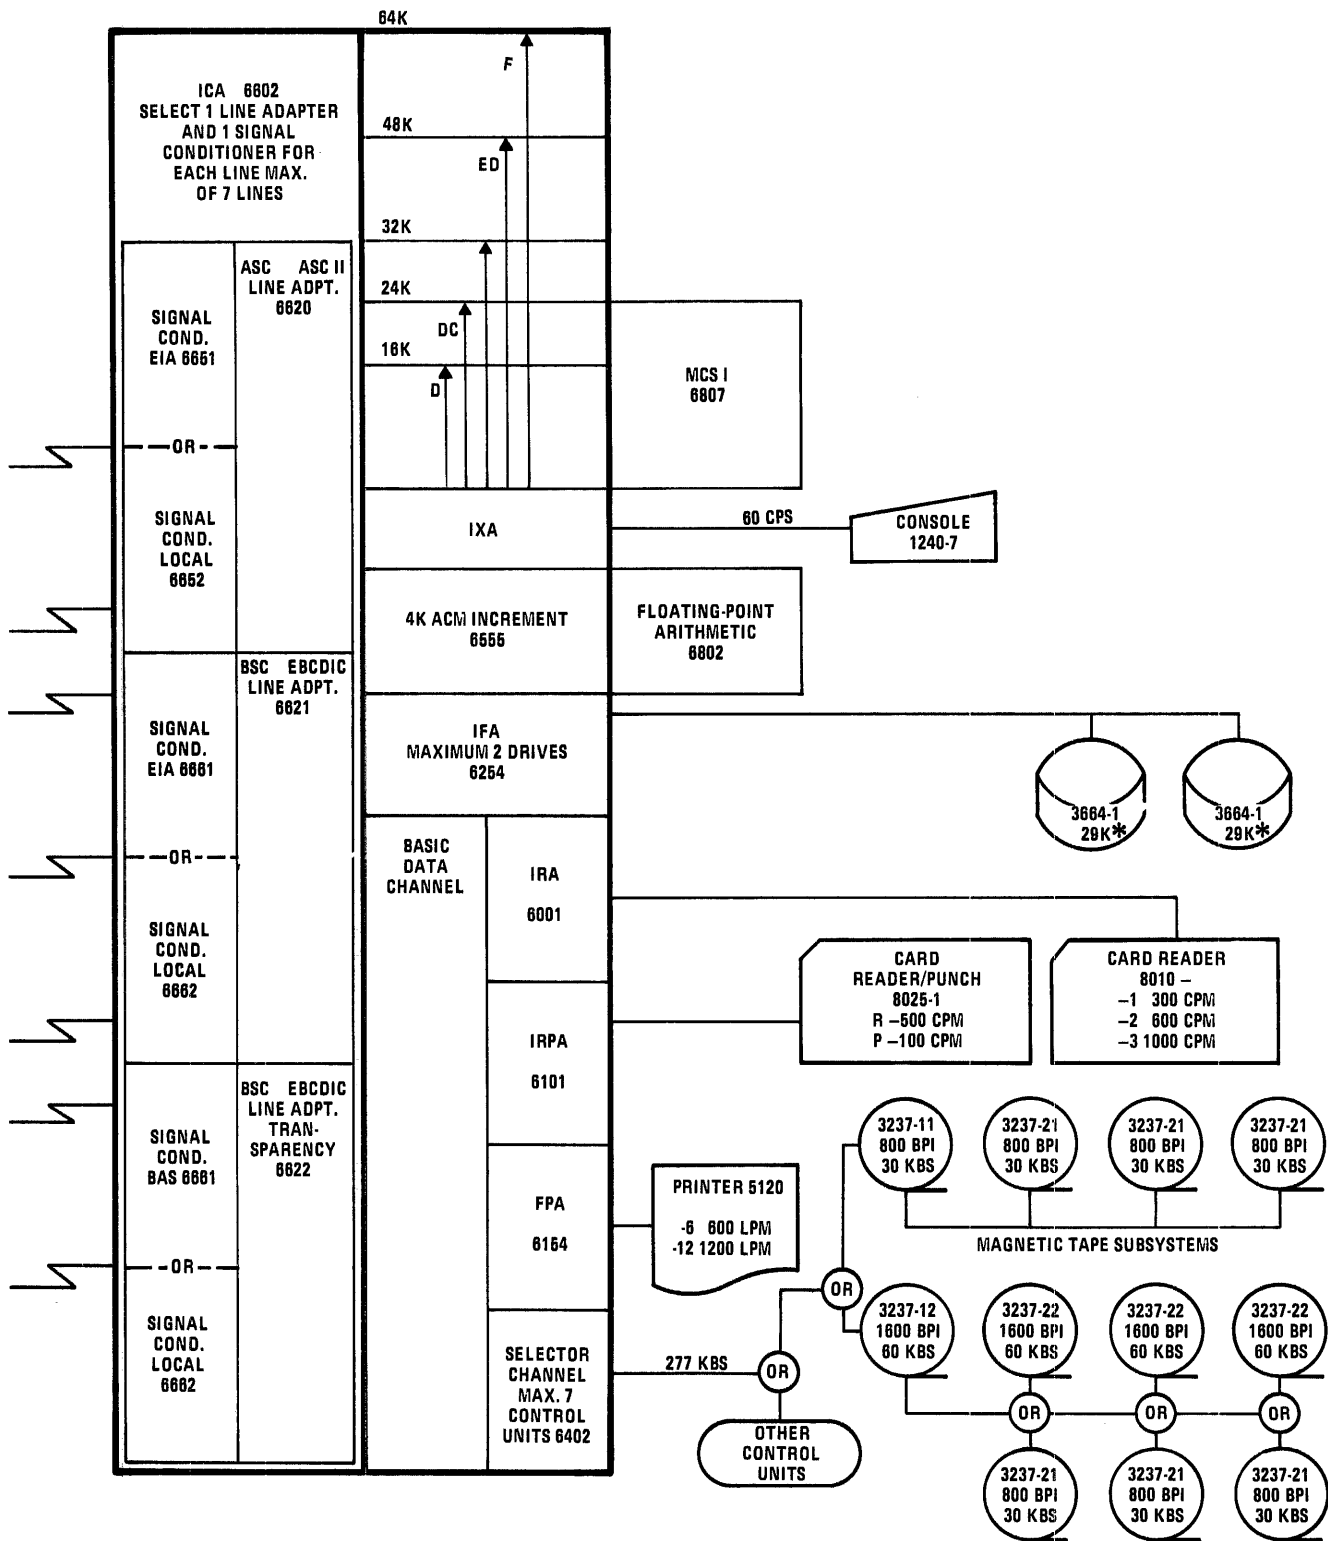 64K
ICA 6602
SELECT 1 LINE ADAPTER
AND 1 SIGNAL
CONDITIONER FOR
EACH LINE MAX.
OF 7 LINES
F
48K
ED
32K
24K
DC
16K
D
ASC ASC II
LINE ADPT.
6620
SIGNAL
COND.
EIA 6651
OR
SIGNAL
COND.
LOCAL
6652
BSC EBCDIC
LINE ADPT.
6621
SIGNAL
COND.
EIA 6661
OR
SIGNAL
COND.
LOCAL
6662
BSC EBCDIC
LINE ADPT.
TRAN-
SPARENCY
6622
SIGNAL
COND.
BAS 6661
OR
SIGNAL
COND.
LOCAL
6662
MCS I
6807
IXA
60 CPS
CONSOLE
1240-7
4K ACM INCREMENT
6555
FLOATING-POINT
ARITHMETIC
6802
IFA
MAXIMUM 2 DRIVES
6254
3664-1
29K*
3664-1
29K*
BASIC
DATA
CHANNEL
IRA
6001
IRPA
6101
FPA
6154
SELECTOR
CHANNEL
MAX. 7
CONTROL
UNITS 6402
CARD
READER/PUNCH
8025-1
R –500 CPM
P –100 CPM
CARD READER
8010 –
–1 300 CPM
–2 600 CPM
–3 1000 CPM
PRINTER 5120
-6 600 LPM
-12 1200 LPM
277 KBS
OR
OR
OTHER
CONTROL
UNITS
3237-11
800 BPI
30 KBS
3237-21
800 BPI
30 KBS
3237-21
800 BPI
30 KBS
3237-21
800 BPI
30 KBS
MAGNETIC TAPE SUBSYSTEMS
3237-12
1600 BPI
60 KBS
3237-22
1600 BPI
60 KBS
3237-22
1600 BPI
60 KBS
3237-22
1600 BPI
60 KBS
OR
OR
OR
3237-21
800 BPI
30 KBS
3237-21
800 BPI
30 KBS
3237-21
800 BPI
30 KBS